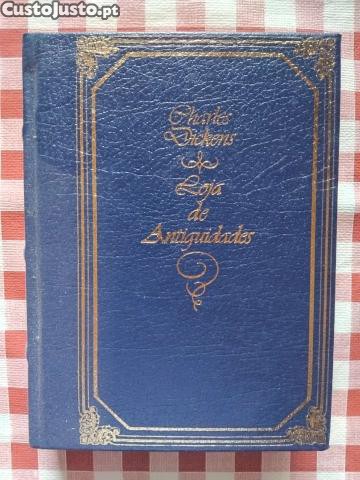 CustoJusto.pt
Charles
Dickens
Loja
de
Antiguidades